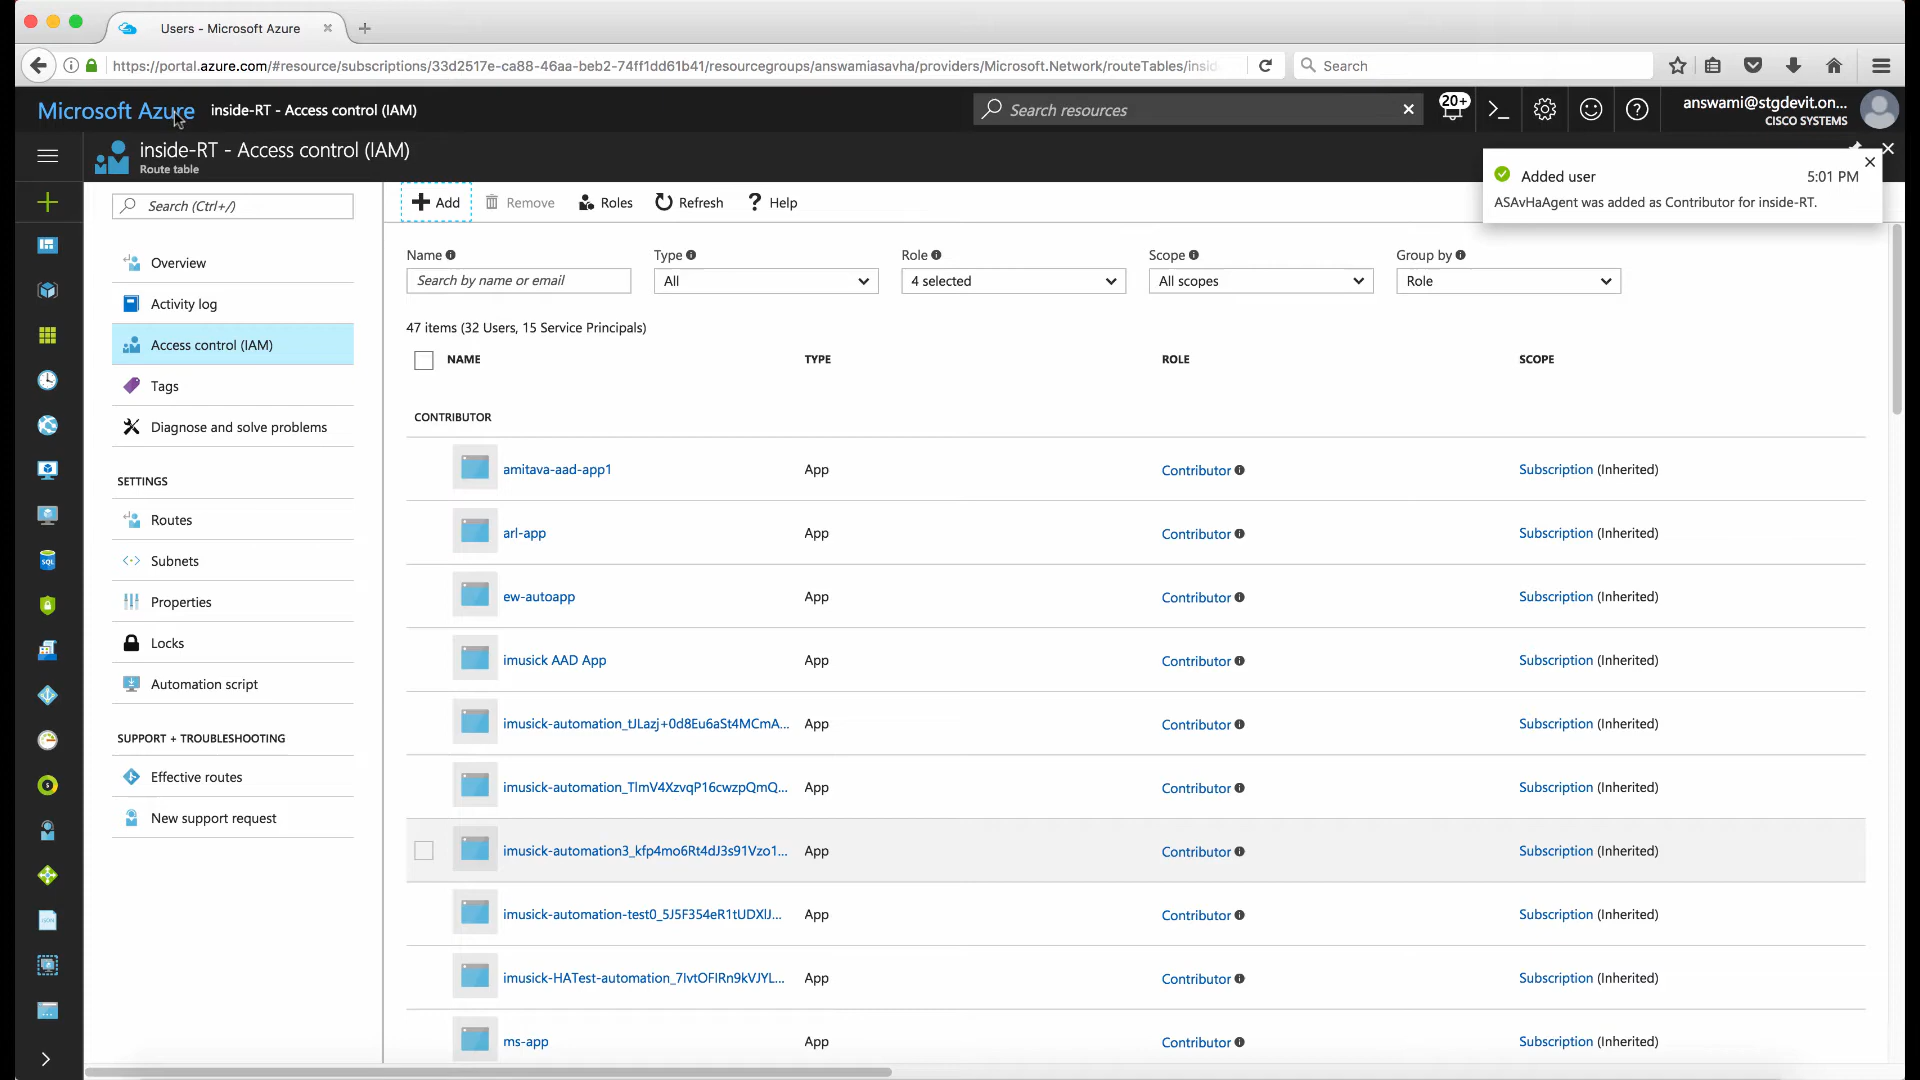 Users - Microsoft Azure
https://portal.azure.com/#resource/subscriptions/33d2517e-ca88-46aa-beb2-74ff1dd61b41/resourcegroups/answamiasavha/providers/Microsoft.Network/routeTables/insid
Search
Microsoft Azure
inside-RT - Access control (IAM)
Search resources
20+
answami@stgdevit.on...
CISCO SYSTEMS
inside-RT - Access control (IAM)
Route table
Added user
5:01 PM
ASAvHaAgent was added as Contributor for inside-RT.
Search (Ctrl+/)
Overview
Activity log
Access control (IAM)
Tags
Diagnose and solve problems
SETTINGS
Routes
Subnets
Properties
Locks
Automation script
SUPPORT + TROUBLESHOOTING
Effective routes
New support request
Add
Remove
Roles
Refresh
Help
Name
Type
Role
Scope
Group by
Search by name or email
All
4 selected
All scopes
Role
47 items (32 Users, 15 Service Principals)
NAME TYPE ROLE SCOPE
CONTRIBUTOR
amitava-aad-app1 App Contributor Subscription (Inherited)
arl-app App Contributor Subscription (Inherited)
ew-autoapp App Contributor Subscription (Inherited)
imusick AAD App App Contributor Subscription (Inherited)
imusick-automation_tJLazj+0d8Eu6aSt4MCmA... App Contributor Subscription (Inherited)
imusick-automation_TlmV4XzvqP16cwzpQmQ... App Contributor Subscription (Inherited)
imusick-automation3_kfp4mo6Rt4dJ3s91Vzo1... App Contributor Subscription (Inherited)
imusick-automation-test0_5J5F354eR1tUDXlJ... App Contributor Subscription (Inherited)
imusick-HATest-automation_7lvtOFlRn9kVJYL... App Contributor Subscription (Inherited)
ms-app App Contributor Subscription (Inherited)